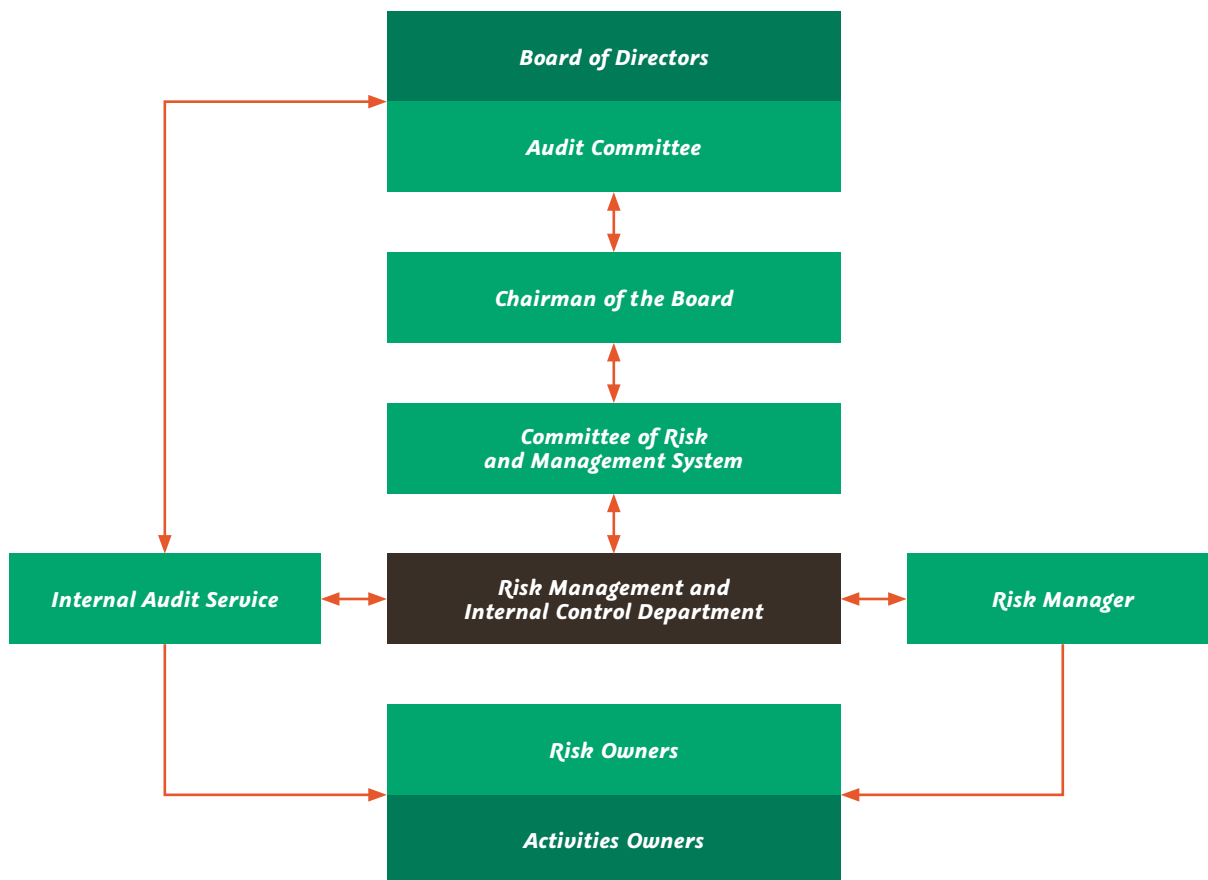 Board of Directors
Audit Committee
Chairman of the Board
Committee of Risk
and Management System
Internal Audit Service
Risk Management and
Internal Control Department
Risk Manager
Risk Owners
Activities Owners